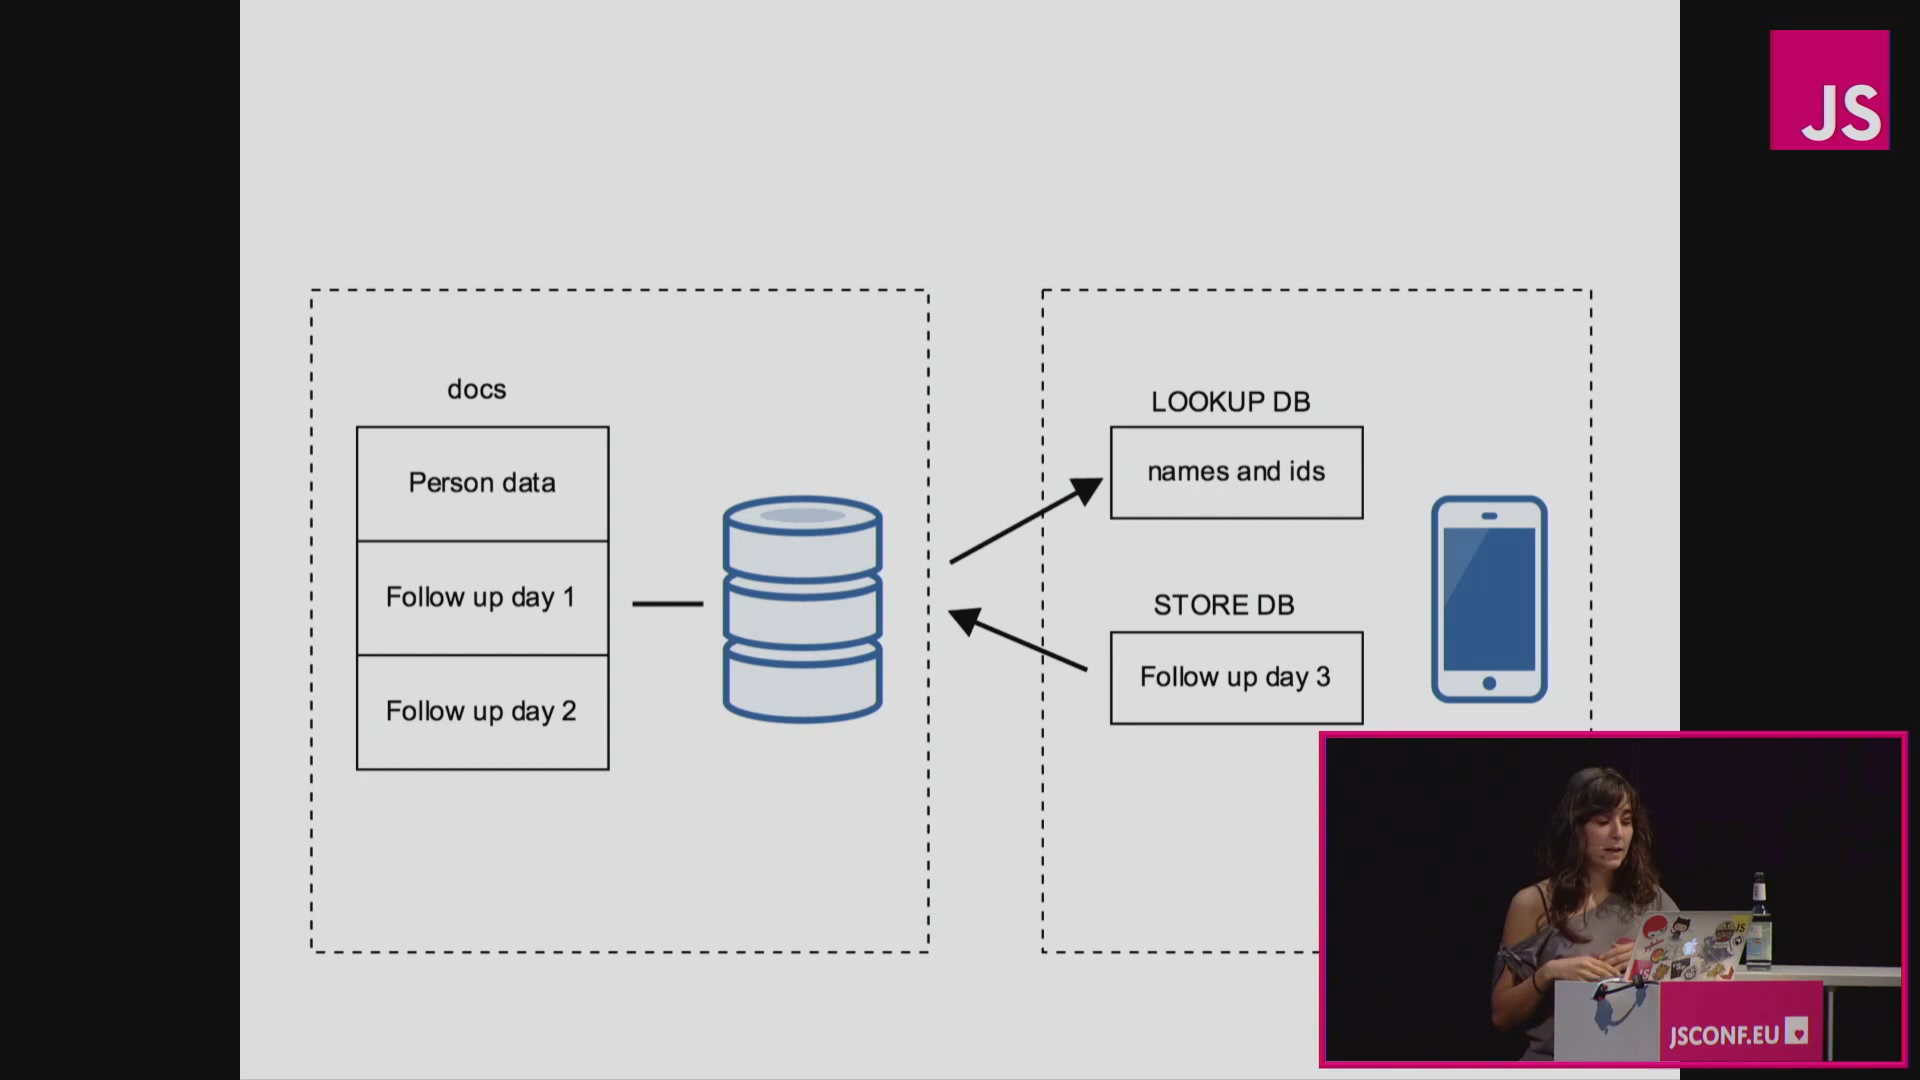 JS
docs
Person data
Follow up day 1
Follow up day 2
LOOKUP DB
names and ids
STORE DB
Follow up day 3
JSCONF.EU